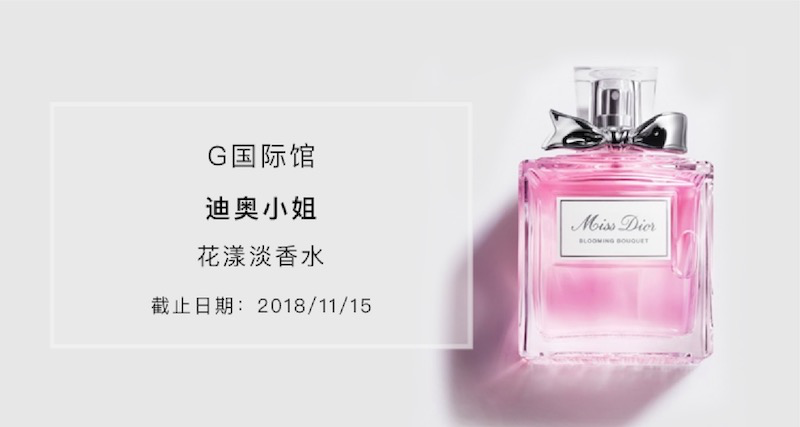 G国际馆
迪奥小姐
花漾淡香水
截止日期：2018/11/15
Miss Dior
BLOOMING BOUQUET